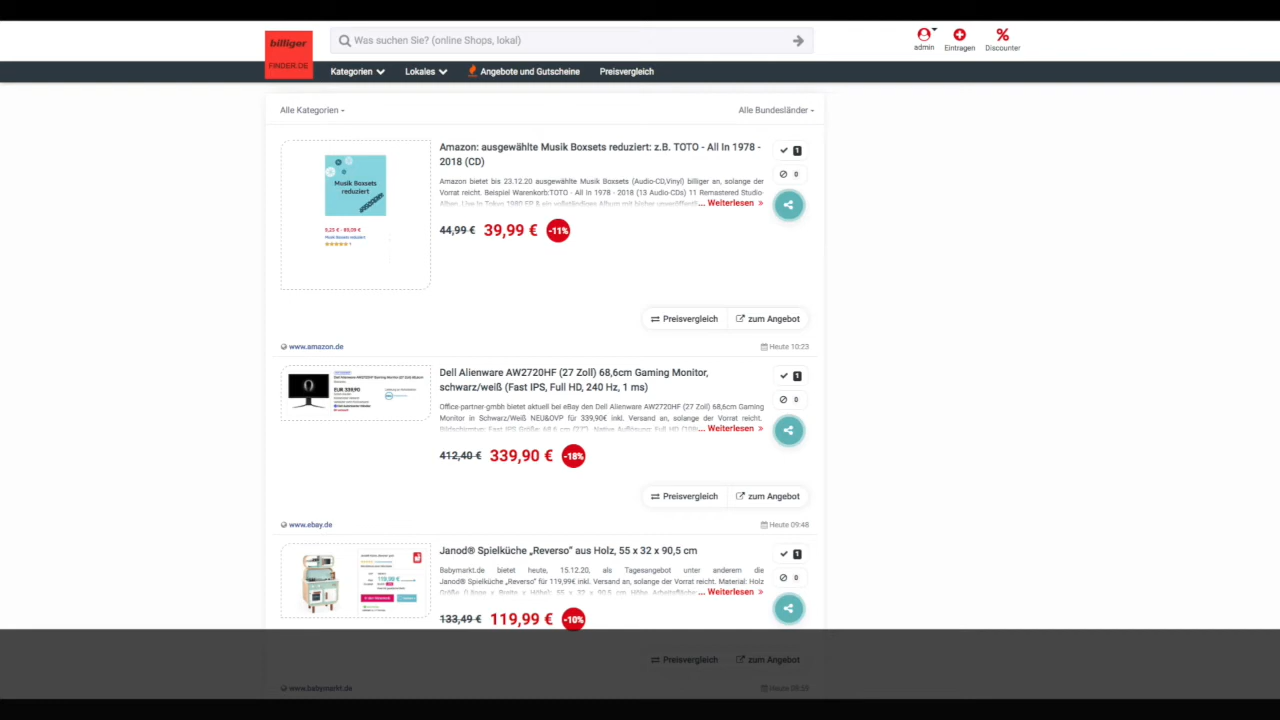 billiger
FINDER.DE
Was suchen Sie? (online Shops, lokal)
admin
Eintragen
Discounter
Kategorien
Lokales
Angebote und Gutscheine
Preisvergleich
Alle Kategorien
Alle Bundesländer
Musik Boxsets
reduziert
Amazon: ausgewählte Musik Boxsets reduziert: z.B. TOTO - All In 1978 -
2018 (CD)
1
Amazon bietet bis 23.12.20 ausgewählte Musik Boxsets (Audio-CD,Vinyl) billiger an, solange der
0
Vorrat reicht. Beispiel Warenkorb:TOTO - All In 1978 - 2018 (13 Audio-CDs) 11 Remastered Studio-
... Weiterlesen »
44,99 € 39,99 € -11%
Preisvergleich
zum Angebot
www.amazon.de
Heute 10:23
Dell Alienware AW2720HF (27 Zoll) 68,6cm Gaming Monitor,
schwarz/weiß (Fast IPS, Full HD, 240 Hz, 1 ms)
1
EUR 339,90
0
Office-partner-gmbh bietet aktuell bei eBay den Dell Alienware AW2720HF (27 Zoll) 68,6cm Gaming
Monitor in Schwarz/Weiß NEU&OVP für 339,90€ inkl. Versand an, solange der Vorrat reicht.
... Weiterlesen »
412,40 € 339,90 € -18%
Preisvergleich
zum Angebot
www.ebay.de
Heute 09:48
Janod® Spielküche „Reverso“ aus Holz, 55 x 32 x 90,5 cm
1
0
Babymarkt.de bietet heute, 15.12.20, als Tagesangebot unter anderem die
Janod® Spielküche „Reverso“ für 119,99€ inkl. Versand an, solange der Vorrat reicht. Material: Holz
... Weiterlesen »
133,49 € 119,99 € -10%
Preisvergleich
zum Angebot
www.babymarkt.de